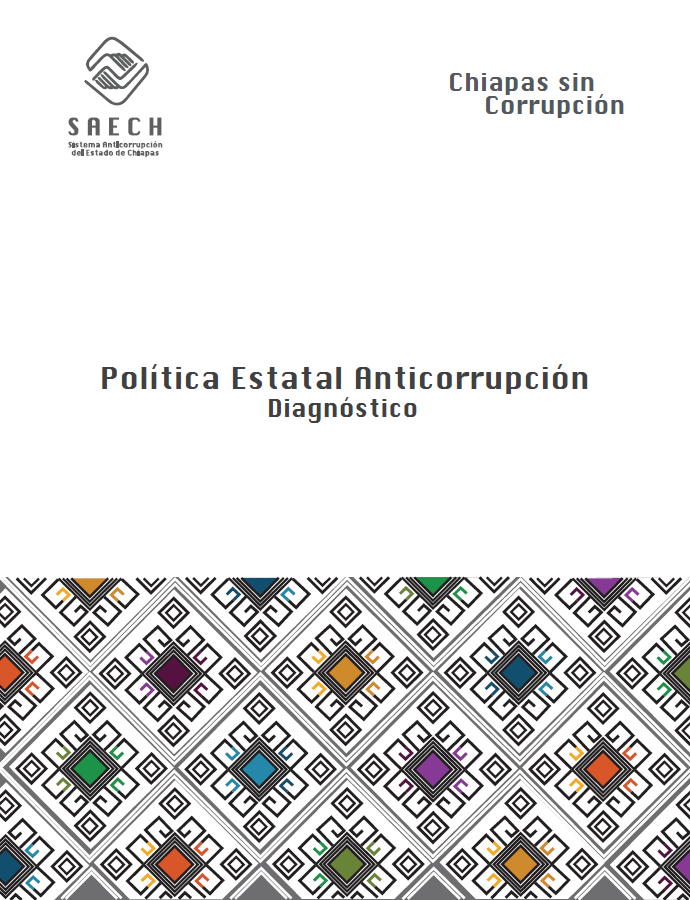 SAECH
Sistema Anticorrupción
del Estado de Chiapas
Chiapas sin
Corrupción
Política Estatal Anticorrupción
Diagnóstico